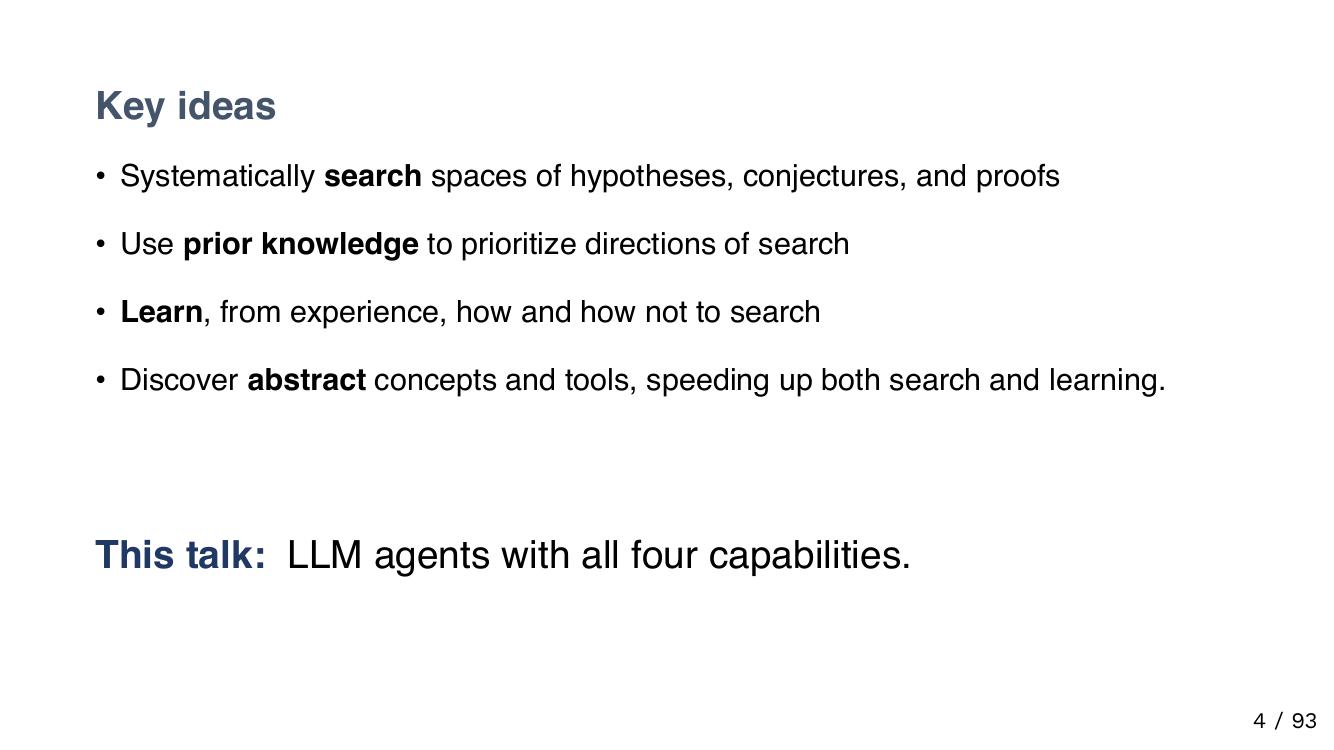 Key ideas
• Systematically search spaces of hypotheses, conjectures, and proofs
• Use prior knowledge to prioritize directions of search
• Learn, from experience, how and how not to search
• Discover abstract concepts and tools, speeding up both search and learning.
This talk: LLM agents with all four capabilities.
4 / 93